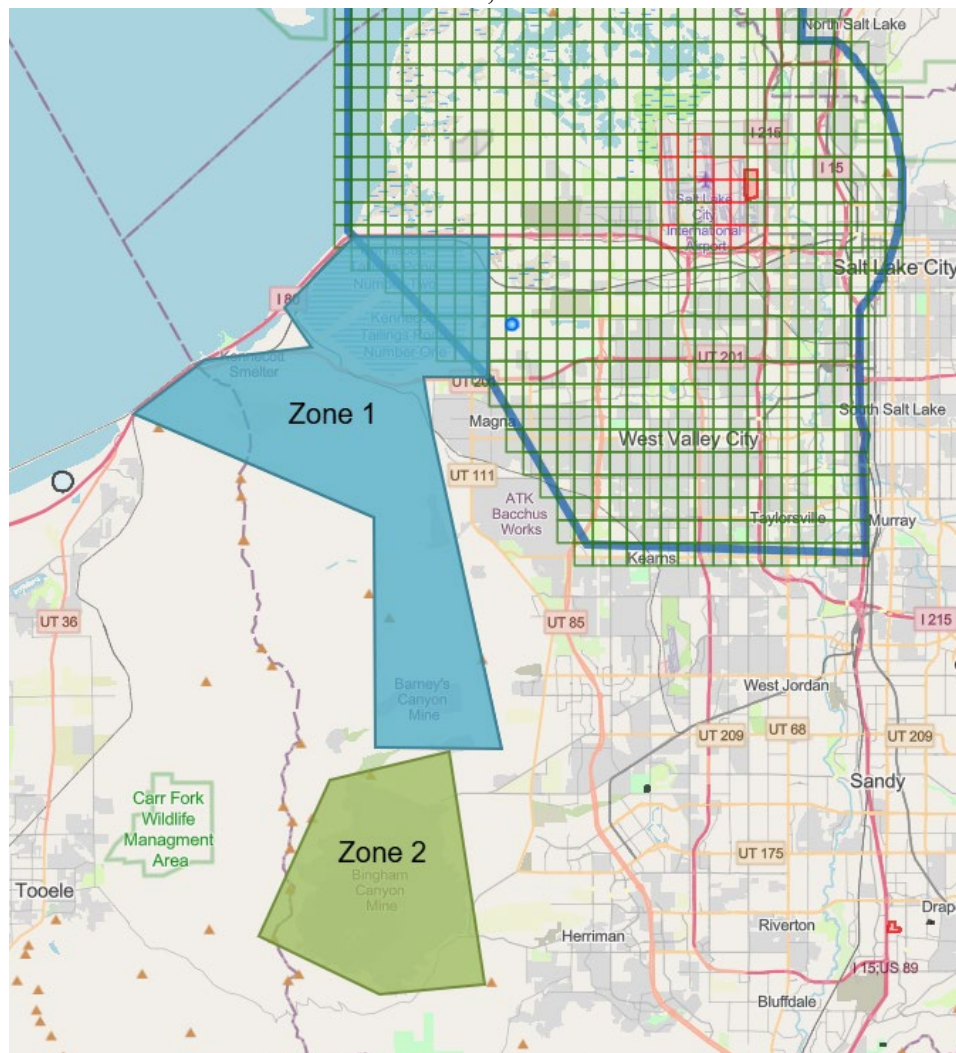 North Salt Lake
I 215
I 15
Salt Lake
City
International
Airport
Salt Lake City
I 80
Number Two
Tailings
Number One
Kennecott
Smelter
UT 201
UT 201
Zone 1
Magna
South Salt Lake
West Valley City
UT 111
ATK
Bacchus
Works
Taylorsville
Murray
Kearns
UT 36
UT 85
I 215
Barney's
Canyon
Mine
West Jordan
UT 209
UT 68
UT 209
Sandy
Carr Fork
Wildlife
Managment
Area
Zone 2
Bingham
Canyon
Mine
UT 175
Tooele
Riverton
Drap
Herriman
I 15;US 89
Bluffdale